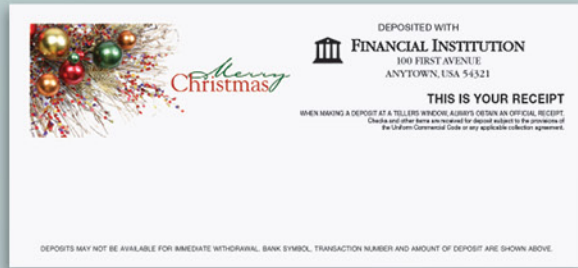 Merry
Christmas
DEPOSITED WITH
FINANCIAL INSTITUTION
100 FIRST AVENUE
ANYTOWN, USA 54321
THIS IS YOUR RECEIPT
WHEN MAKING A DEPOSIT AT A TELLERS WINDOW, ALWAYS OBTAIN AN OFFICIAL RECEIPT.
Checks and other items are received for deposit subject to the provisions of
the Uniform Commercial Code or any applicable collection agreement.
DEPOSITS MAY NOT BE AVAILABLE FOR IMMEDIATE WITHDRAWAL. BANK SYMBOL, TRANSACTION NUMBER AND AMOUNT OF DEPOSIT ARE SHOWN ABOVE.